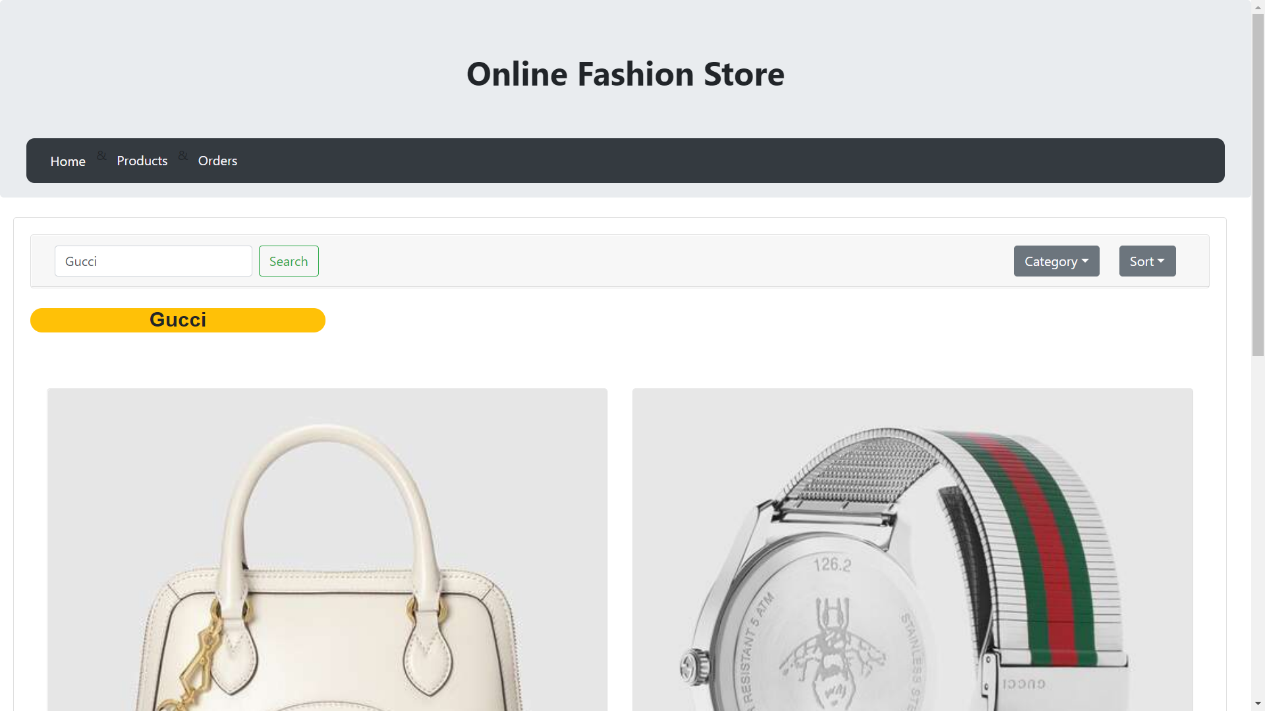 Online Fashion Store
Home & Products & Orders
Gucci Search Category Sort
Gucci
126.2
RESISTANT 5 ATM
STAINLESS STE
GUCCI